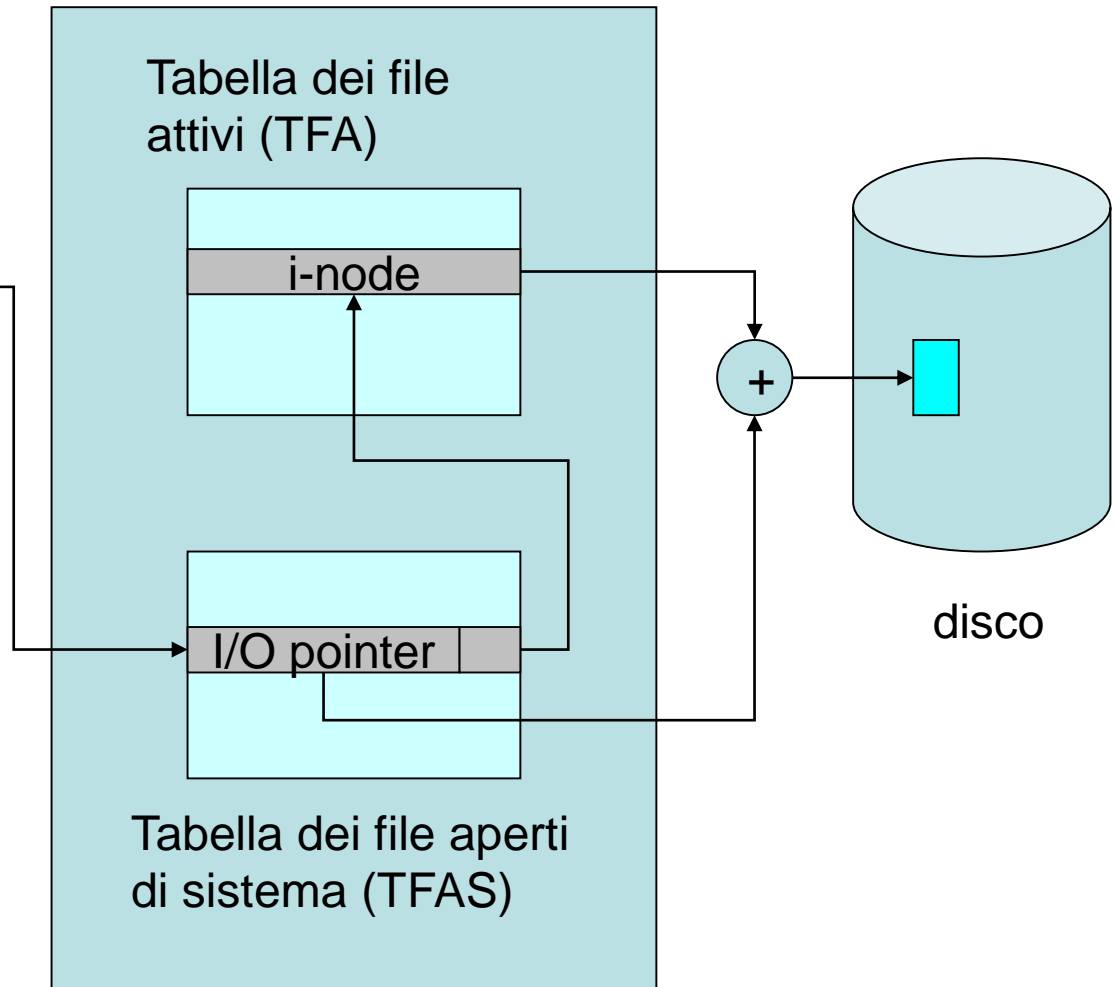 Tabella dei file
attivi (TFA)
i-node
+
disco
I/O pointer
Tabella dei file aperti
di sistema (TFAS)